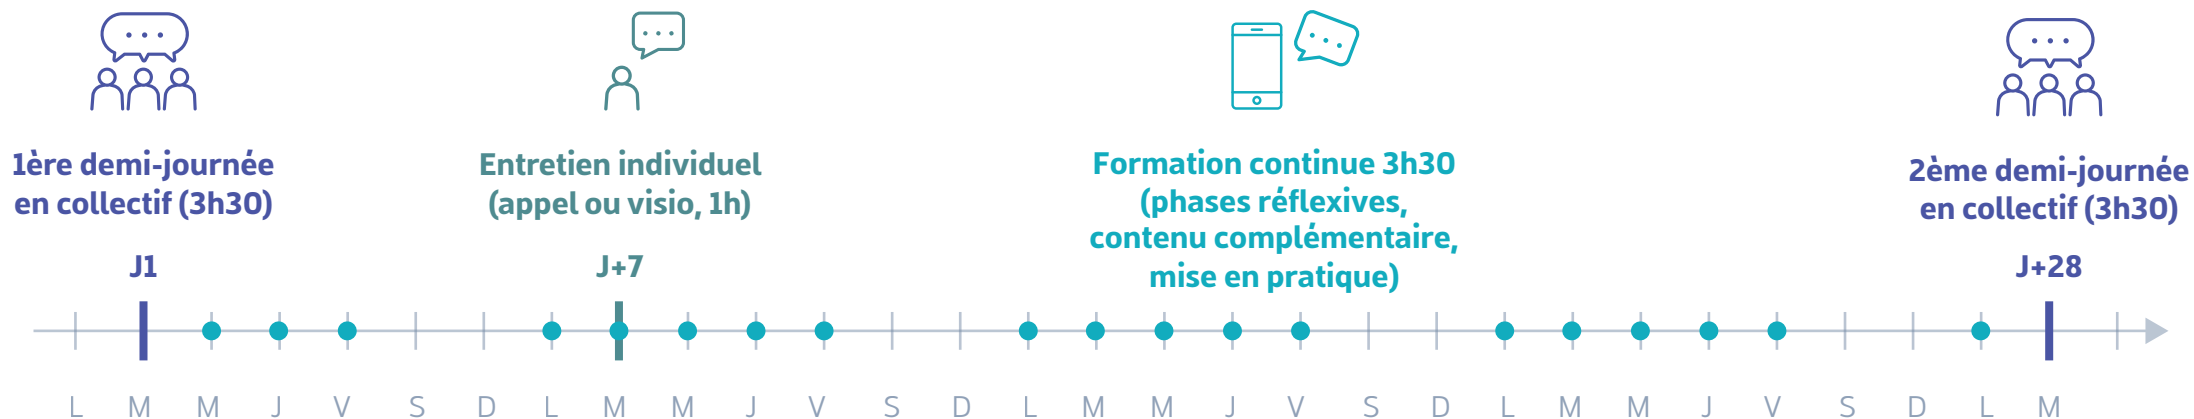 1ère demi-journée
en collectif (3h30)
J1
Entretien individuel
(appel ou visio, 1h)
J+7
Formation continue 3h30
(phases réflexives,
contenu complémentaire,
mise en pratique)
2ème demi-journée
en collectif (3h30)
J+28
L M M J V S D L M M J V S D L M M J V S D L M M J V S D L M